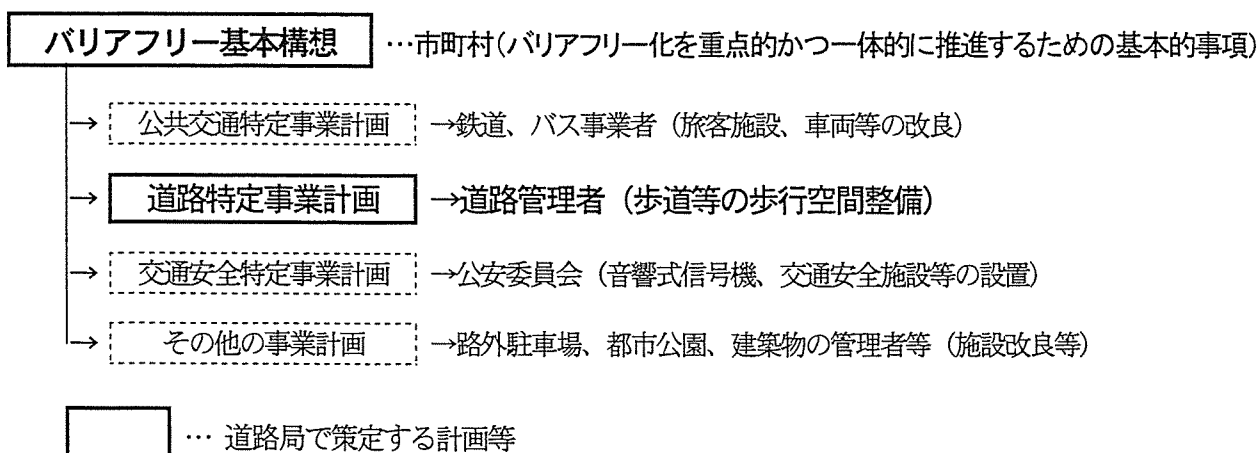 バリアフリー基本構想 …市町村(バリアフリー化を重点的かつ一体的に推進するための基本的事項)
→ 公共交通特定事業計画 →鉄道、バス事業者（旅客施設、車両等の改良）
→ 道路特定事業計画 →道路管理者（歩道等の歩行空間整備）
→ 交通安全特定事業計画 →公安委員会（音響式信号機、交通安全施設等の設置）
→ その他の事業計画 →路外駐車場、都市公園、建築物の管理者等（施設改良等）
… 道路局で策定する計画等